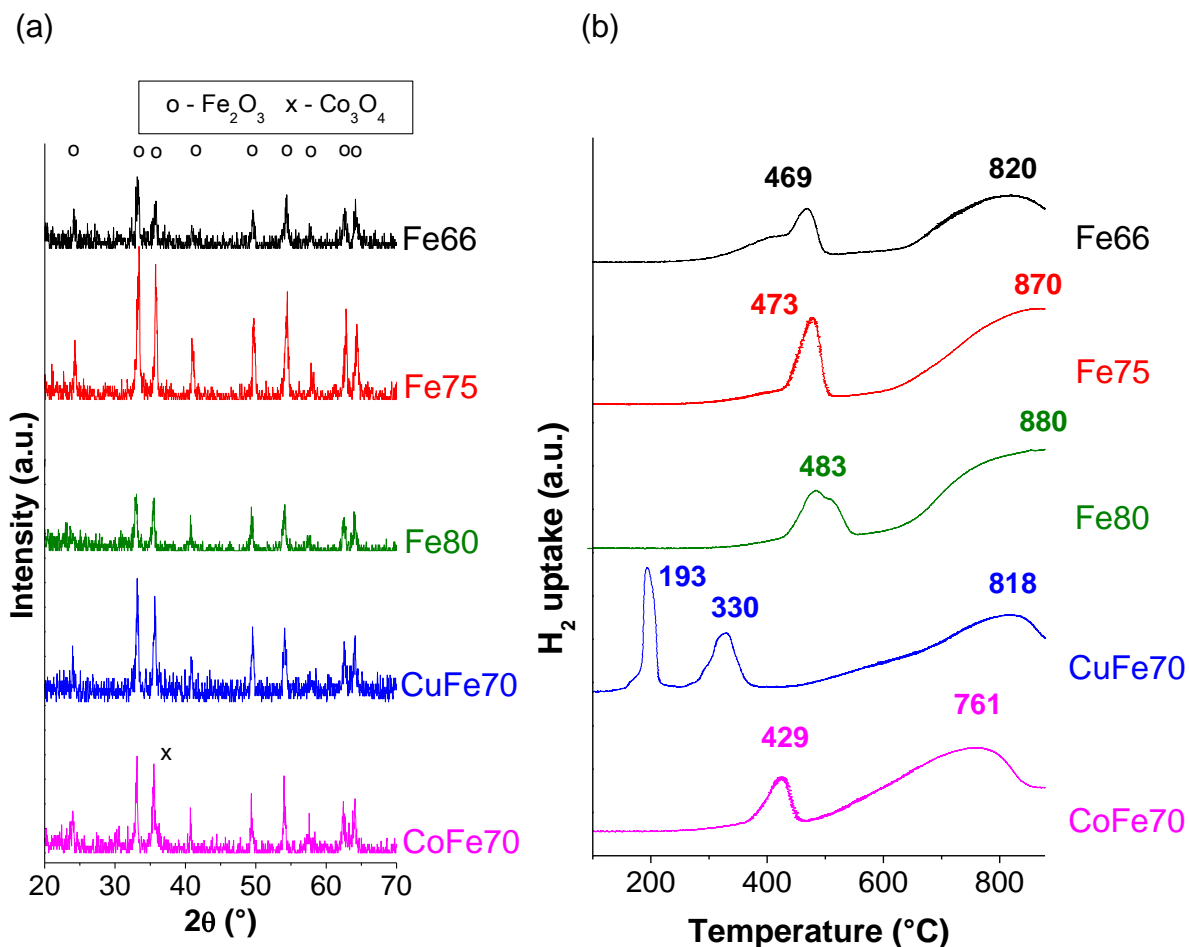 (a)
o - Fe₂O₃ x - Co₃O₄
o o o o o o o o o
Fe66
Fe75
Fe80
CuFe70
x
CoFe70
Intensity (a.u.)
20 30 40 50 60 70
2θ (°)
(b)
469 820
Fe66
473 870
Fe75
483 880
Fe80
193 330 818
CuFe70
429 761
CoFe70
H₂ uptake (a.u.)
200 400 600 800
Temperature (°C)